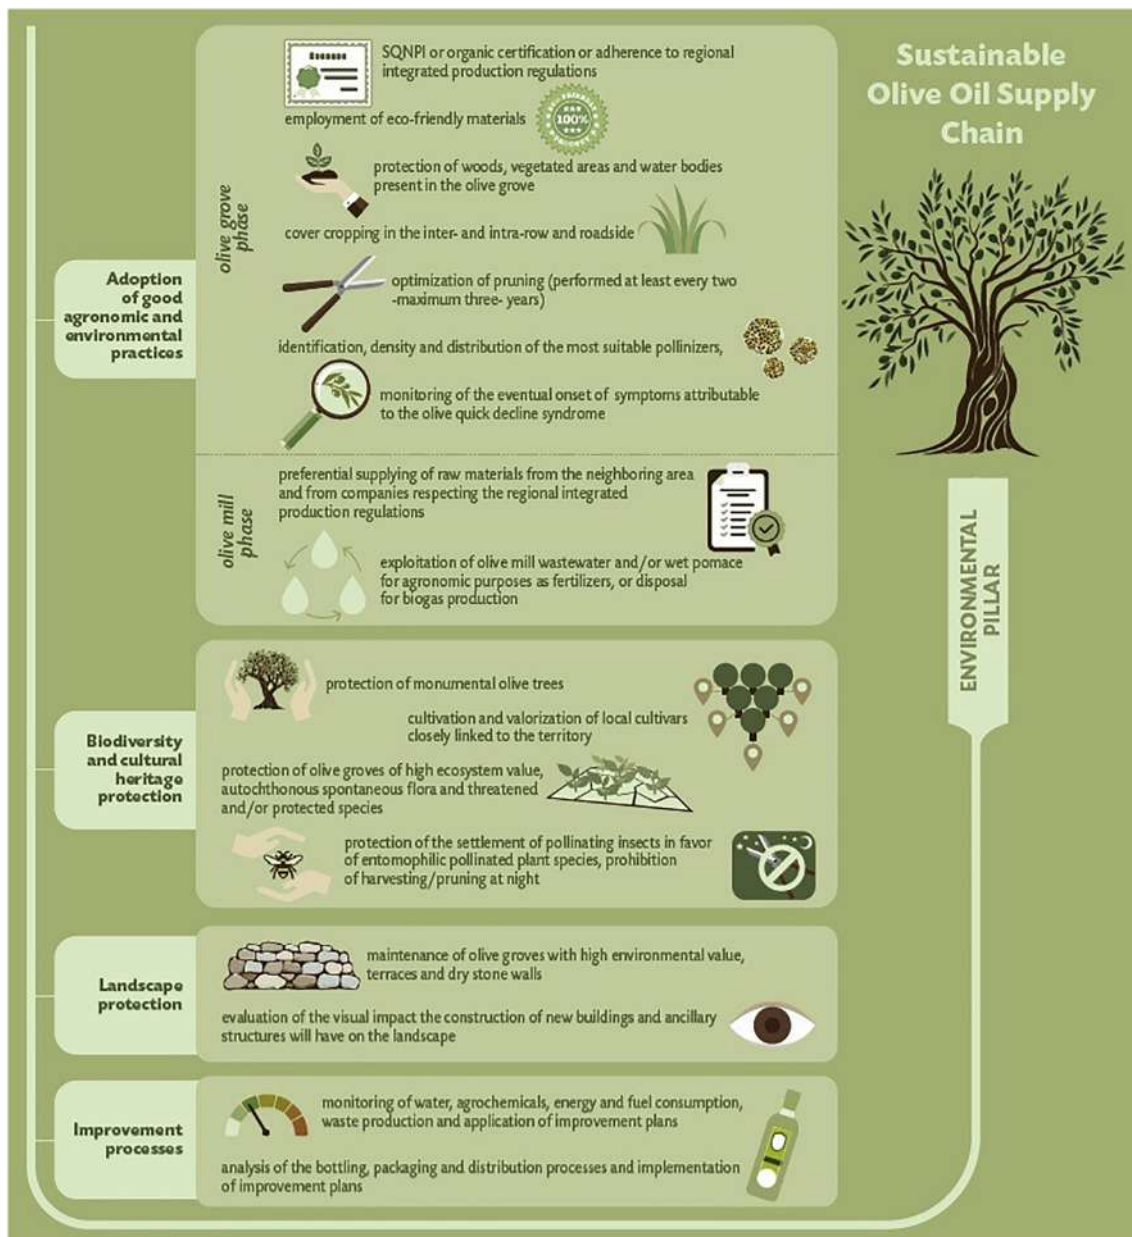 Sustainable
Olive Oil Supply
Chain
ENVIRONMENTAL
PILLAR
Adoption
of good
agronomic and
environmental
practices
olive grove
phase
SQNPI or organic certification or adherence to regional
integrated production regulations
employment of eco-friendly materials
100%
protection of woods, vegetated areas and water bodies
present in the olive grove
cover cropping in the inter- and intra-row and roadside
optimization of pruning (performed at least every two
-maximum three- years)
identification, density and distribution of the most suitable pollinizers,
monitoring of the eventual onset of symptoms attributable
to the olive quick decline syndrome
olive mill
phase
preferential supplying of raw materials from the neighboring area
and from companies respecting the regional integrated
production regulations
exploitation of olive mill wastewater and/or wet pomace
for agronomic purposes as fertilizers, or disposal
for biogas production
Biodiversity
and cultural
heritage
protection
protection of monumental olive trees
cultivation and valorization of local cultivars
closely linked to the territory
protection of olive groves of high ecosystem value,
autochthonous spontaneous flora and threatened
and/or protected species
protection of the settlement of pollinating insects in favor
of entomophilic pollinated plant species, prohibition
of harvesting/pruning at night
Landscape
protection
maintenance of olive groves with high environmental value,
terraces and dry stone walls
evaluation of the visual impact the construction of new buildings and ancillary
structures will have on the landscape
Improvement
processes
monitoring of water, agrochemicals, energy and fuel consumption,
waste production and application of improvement plans
analysis of the bottling, packaging and distribution processes and implementation
of improvement plans